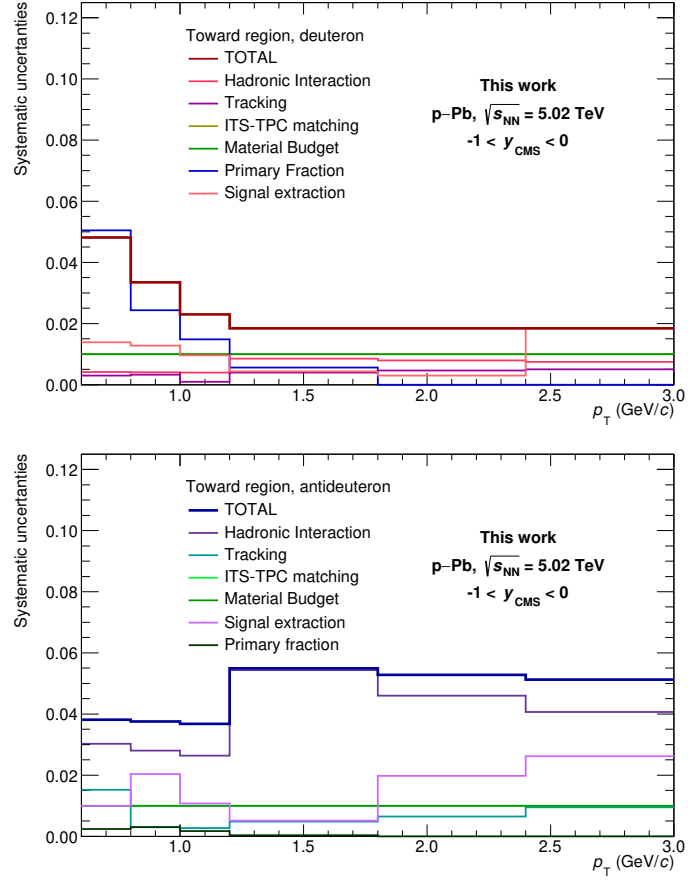 Systematic uncertanties
0.12
0.10
0.08
0.06
0.04
0.02
0.00
Toward region, deuteron
TOTAL
Hadronic Interaction
Tracking
ITS-TPC matching
Material Budget
Primary Fraction
Signal extraction
This work
p−Pb, √sNN = 5.02 TeV
-1 < yCMS < 0
1.0 1.5 2.0 2.5 3.0
pT (GeV/c)
Systematic uncertanties
0.12
0.10
0.08
0.06
0.04
0.02
0.00
Toward region, antideuteron
TOTAL
Hadronic Interaction
Tracking
ITS-TPC matching
Material Budget
Signal extraction
Primary fraction
This work
p−Pb, √sNN = 5.02 TeV
-1 < yCMS < 0
1.0 1.5 2.0 2.5 3.0
pT (GeV/c)